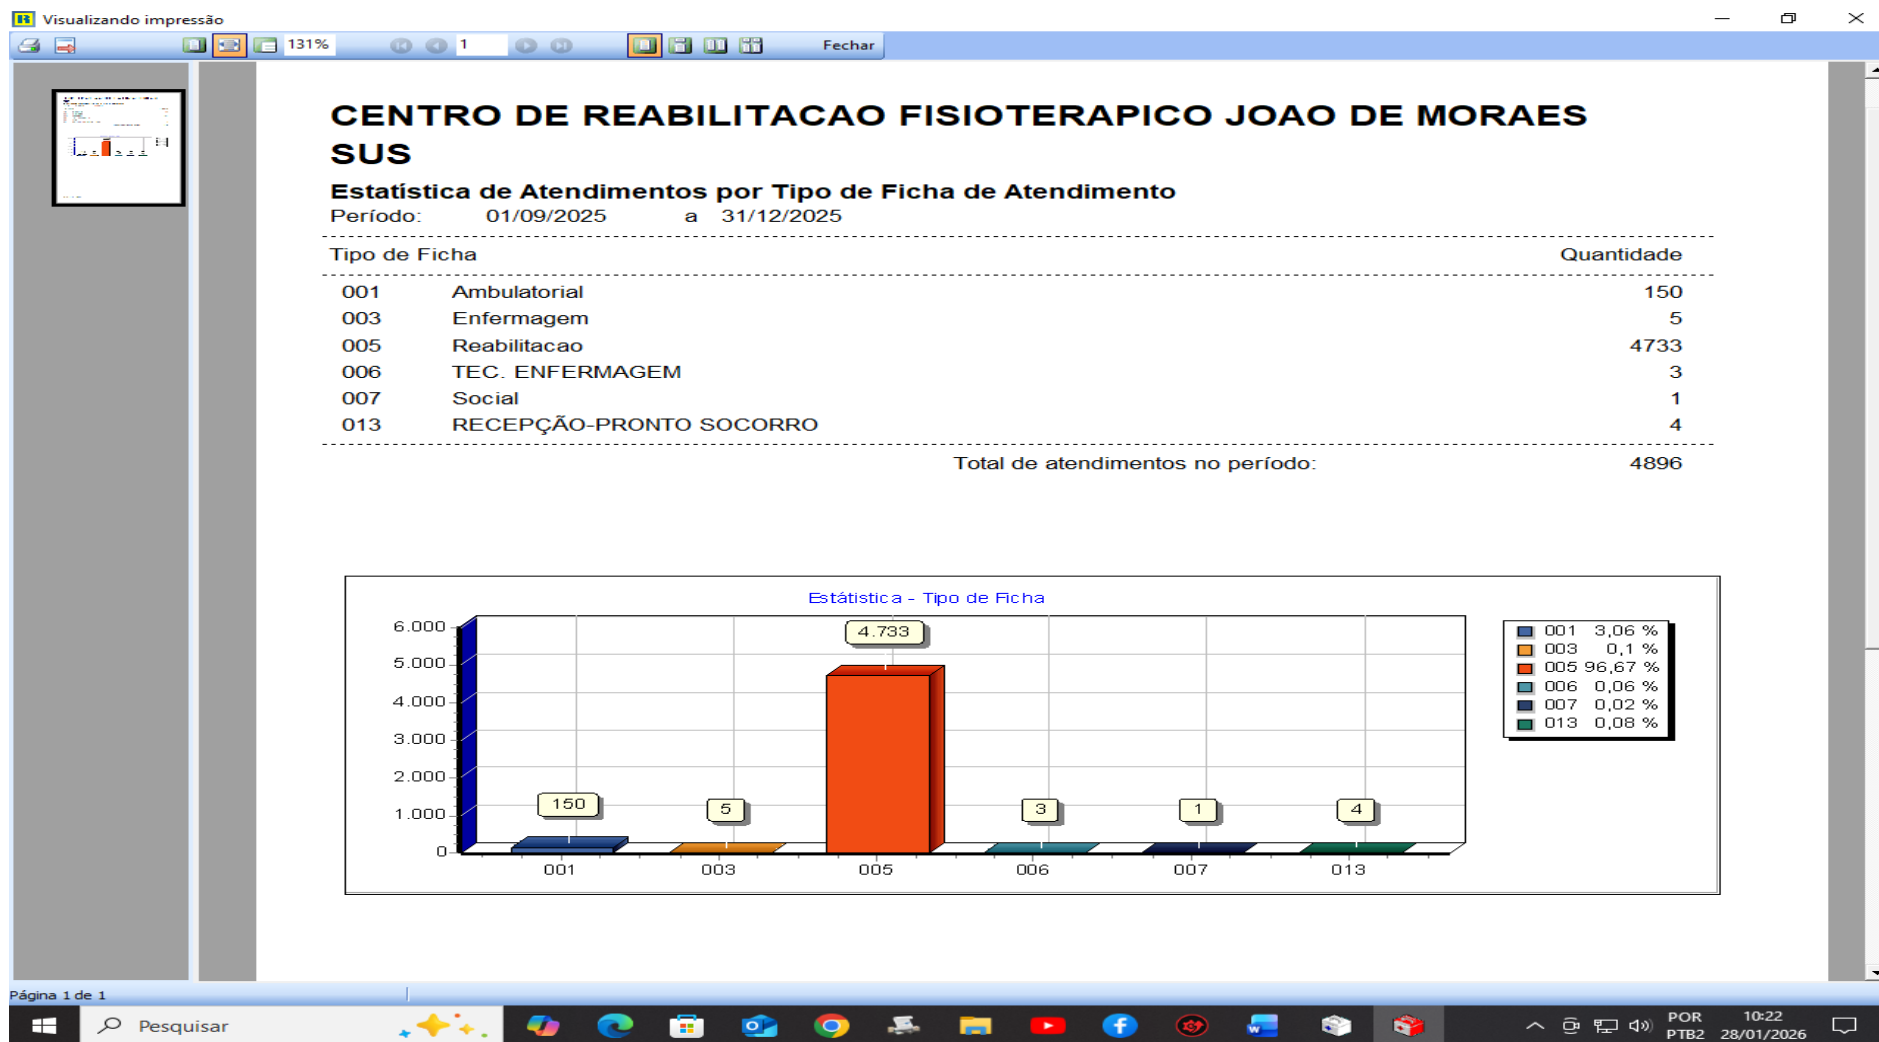 Visualizando impressão
131%
1
Fechar
CENTRO DE REABILITACAO FISIOTERAPICO JOAO DE MORAES
SUS
Estatística de Atendimentos por Tipo de Ficha de Atendimento
Período: 01/09/2025 a 31/12/2025
Tipo de Ficha Quantidade
001 Ambulatorial 150
003 Enfermagem 5
005 Reabilitacao 4733
006 TEC. ENFERMAGEM 3
007 Social 1
013 RECEPÇÃO-PRONTO SOCORRO 4
Total de atendimentos no período: 4896
Estátistica - Tipo de Ficha
6.000
5.000
4.000
3.000
2.000
1.000
0
150
5
4.733
3
1
4
001 003 005 006 007 013
001 3,06 %
003 0,1 %
005 96,67 %
006 0,06 %
007 0,02 %
013 0,08 %
Página 1 de 1
Pesquisar
POR
PTB2
10:22
28/01/2026